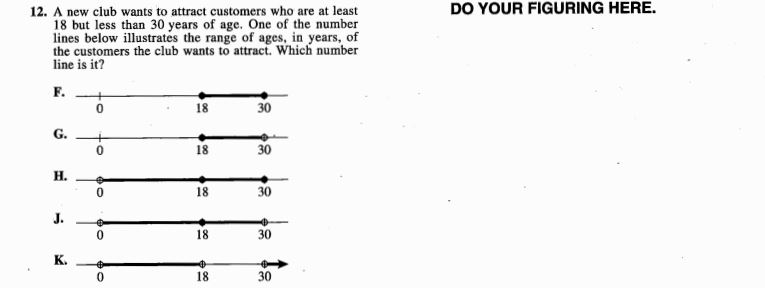 12. A new club wants to attract customers who are at least
18 but less than 30 years of age. One of the number
lines below illustrates the range of ages, in years, of
the customers the club wants to attract. Which number
line is it?
DO YOUR FIGURING HERE.
F.
0 18 30
G.
0 18 30
H.
0 18 30
J.
0 18 30
K.
0 18 30